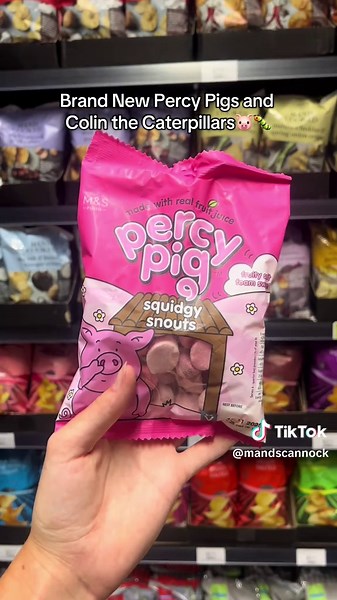 Brand New Percy Pigs and
Colin the Caterpillars🐷🐛
M&S
made with real fruit juice
percy
pig
squidgy
snouts
TikTok
@mandscannock